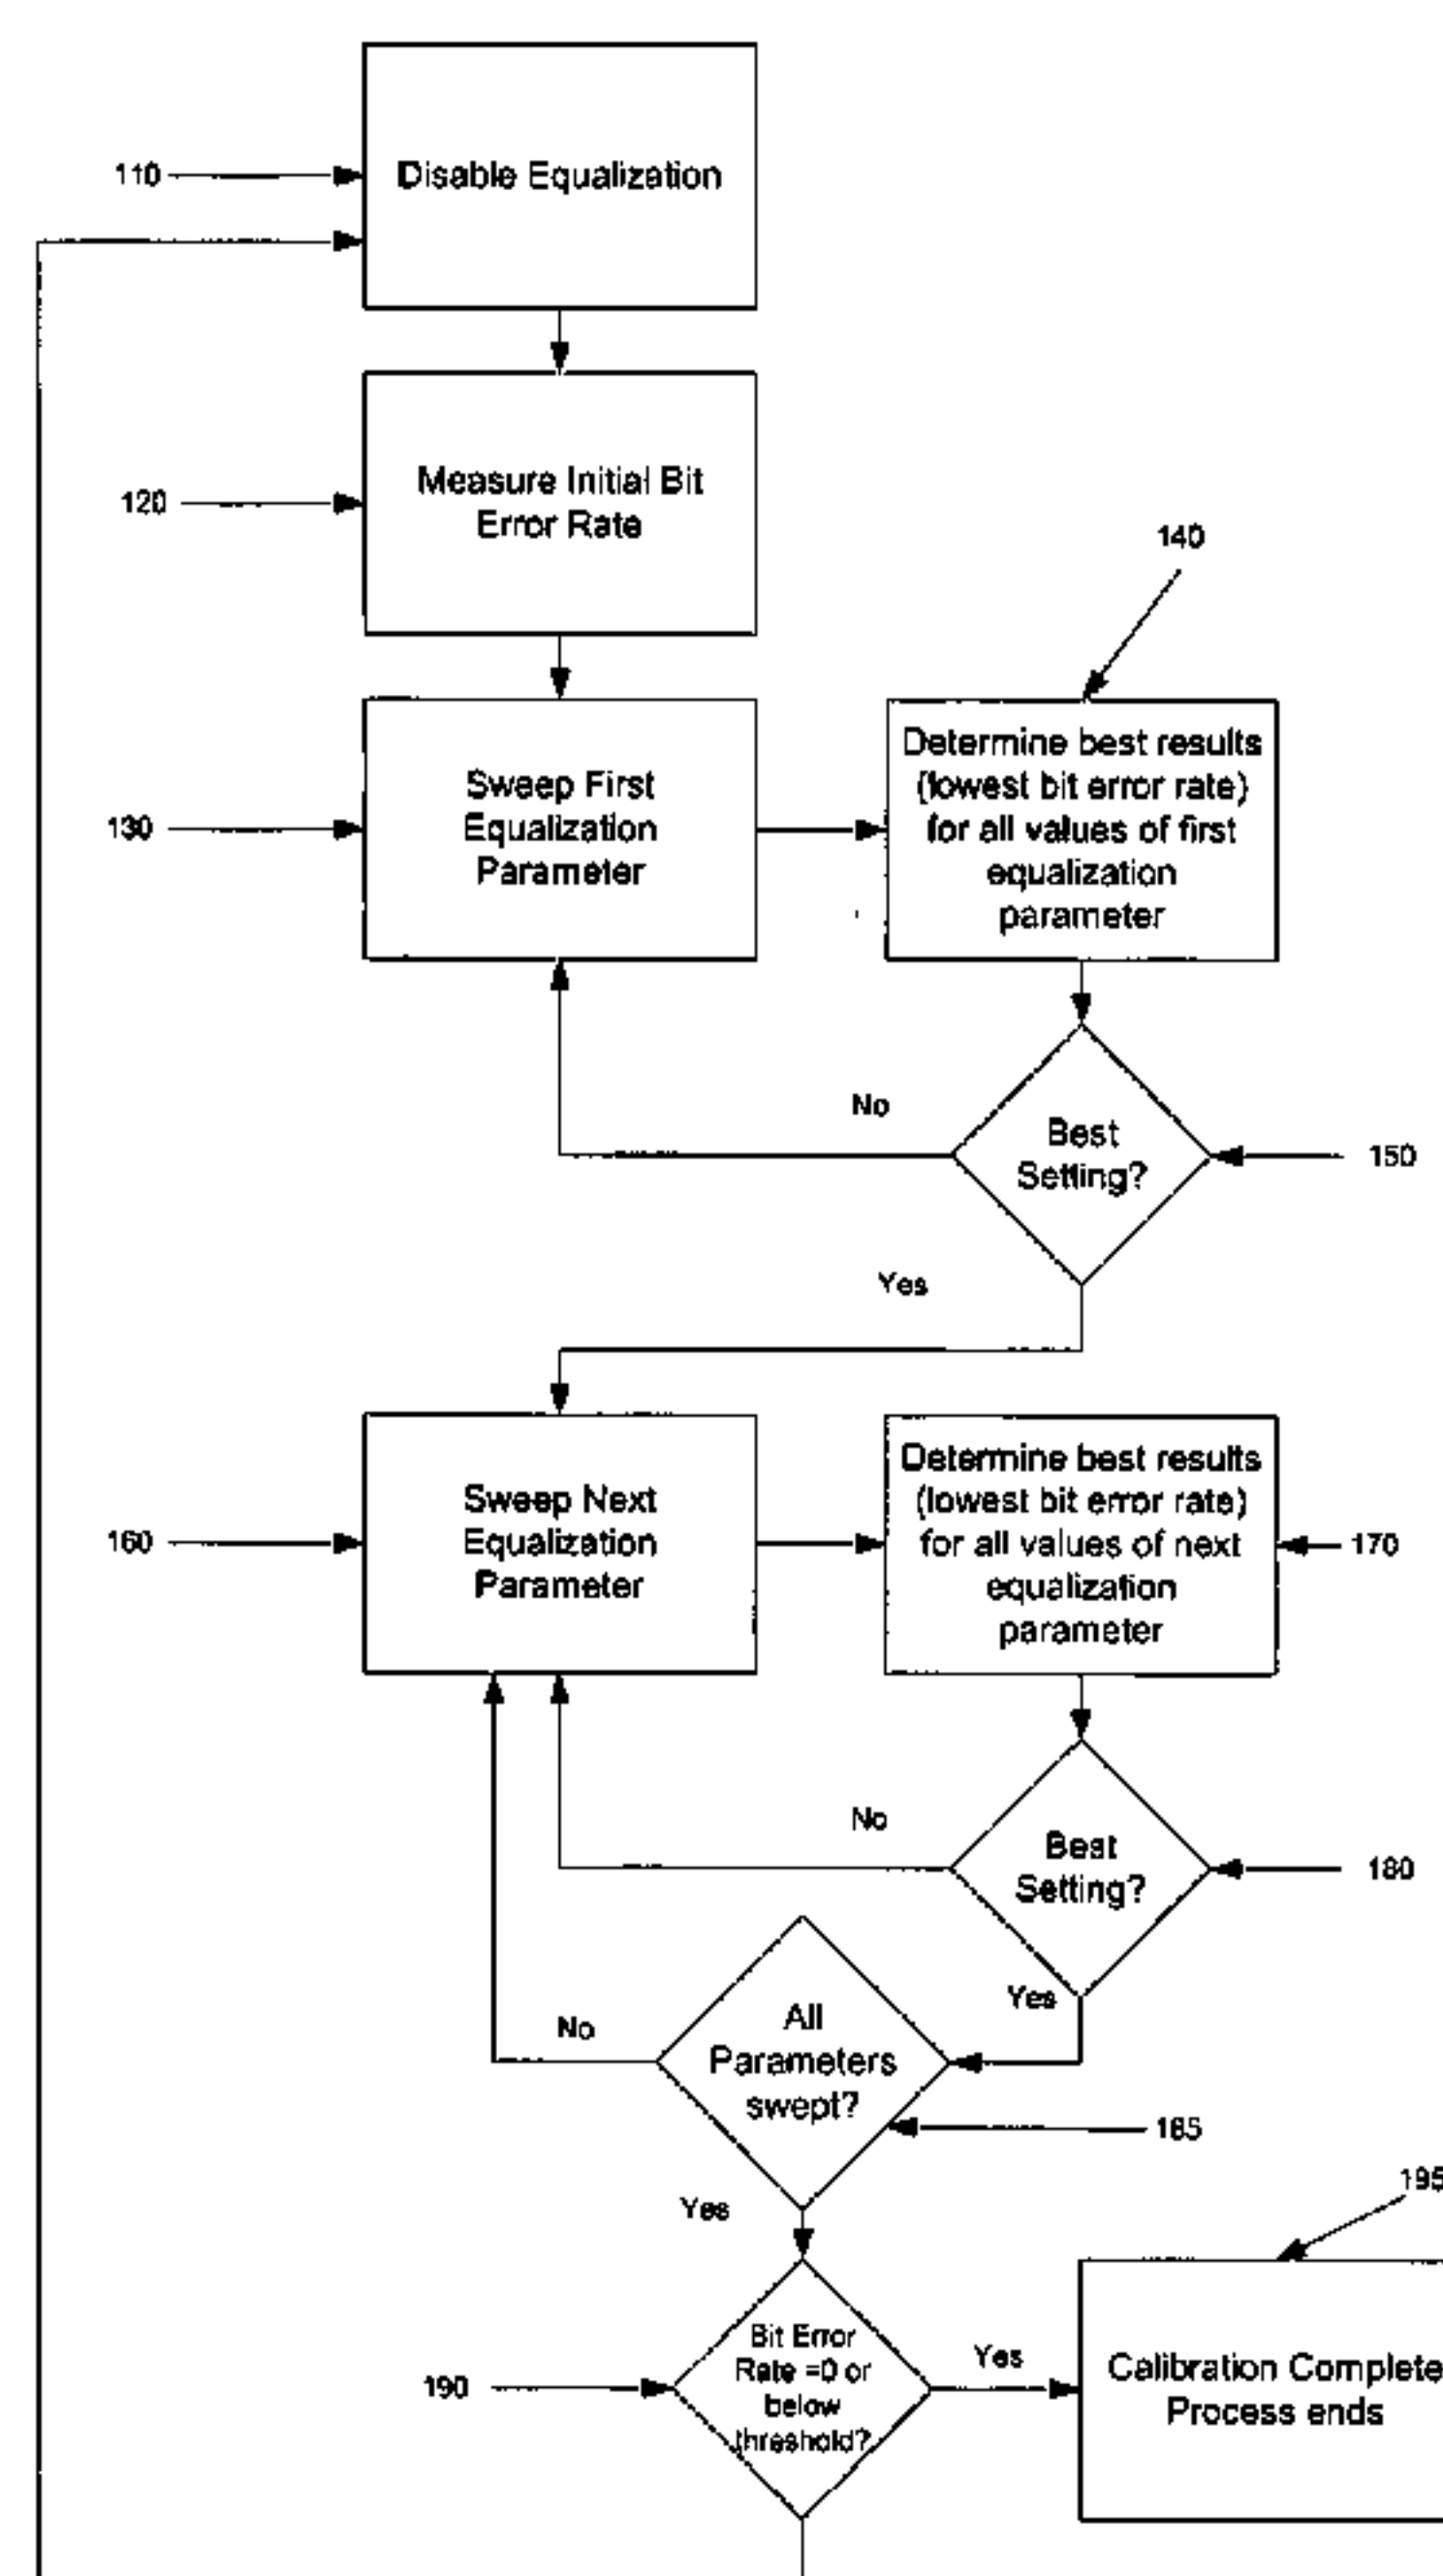 110
Disable Equalization
120
Measure Initial Bit
Error Rate
140
130
Sweep First
Equalization
Parameter
Determine best results
(lowest bit error rate)
for all values of first
equalization
parameter
No
Best
Setting?
150
Yes
160
Sweep Next
Equalization
Parameter
Determine best results
(lowest bit error rate)
for all values of next
equalization
parameter
170
No
Best
Setting?
180
Yes
No
All
Parameters
swept?
185
Yes
195
190
Bit Error
Rate =0 or
below
threshold?
Yes
Calibration Complete
Process ends